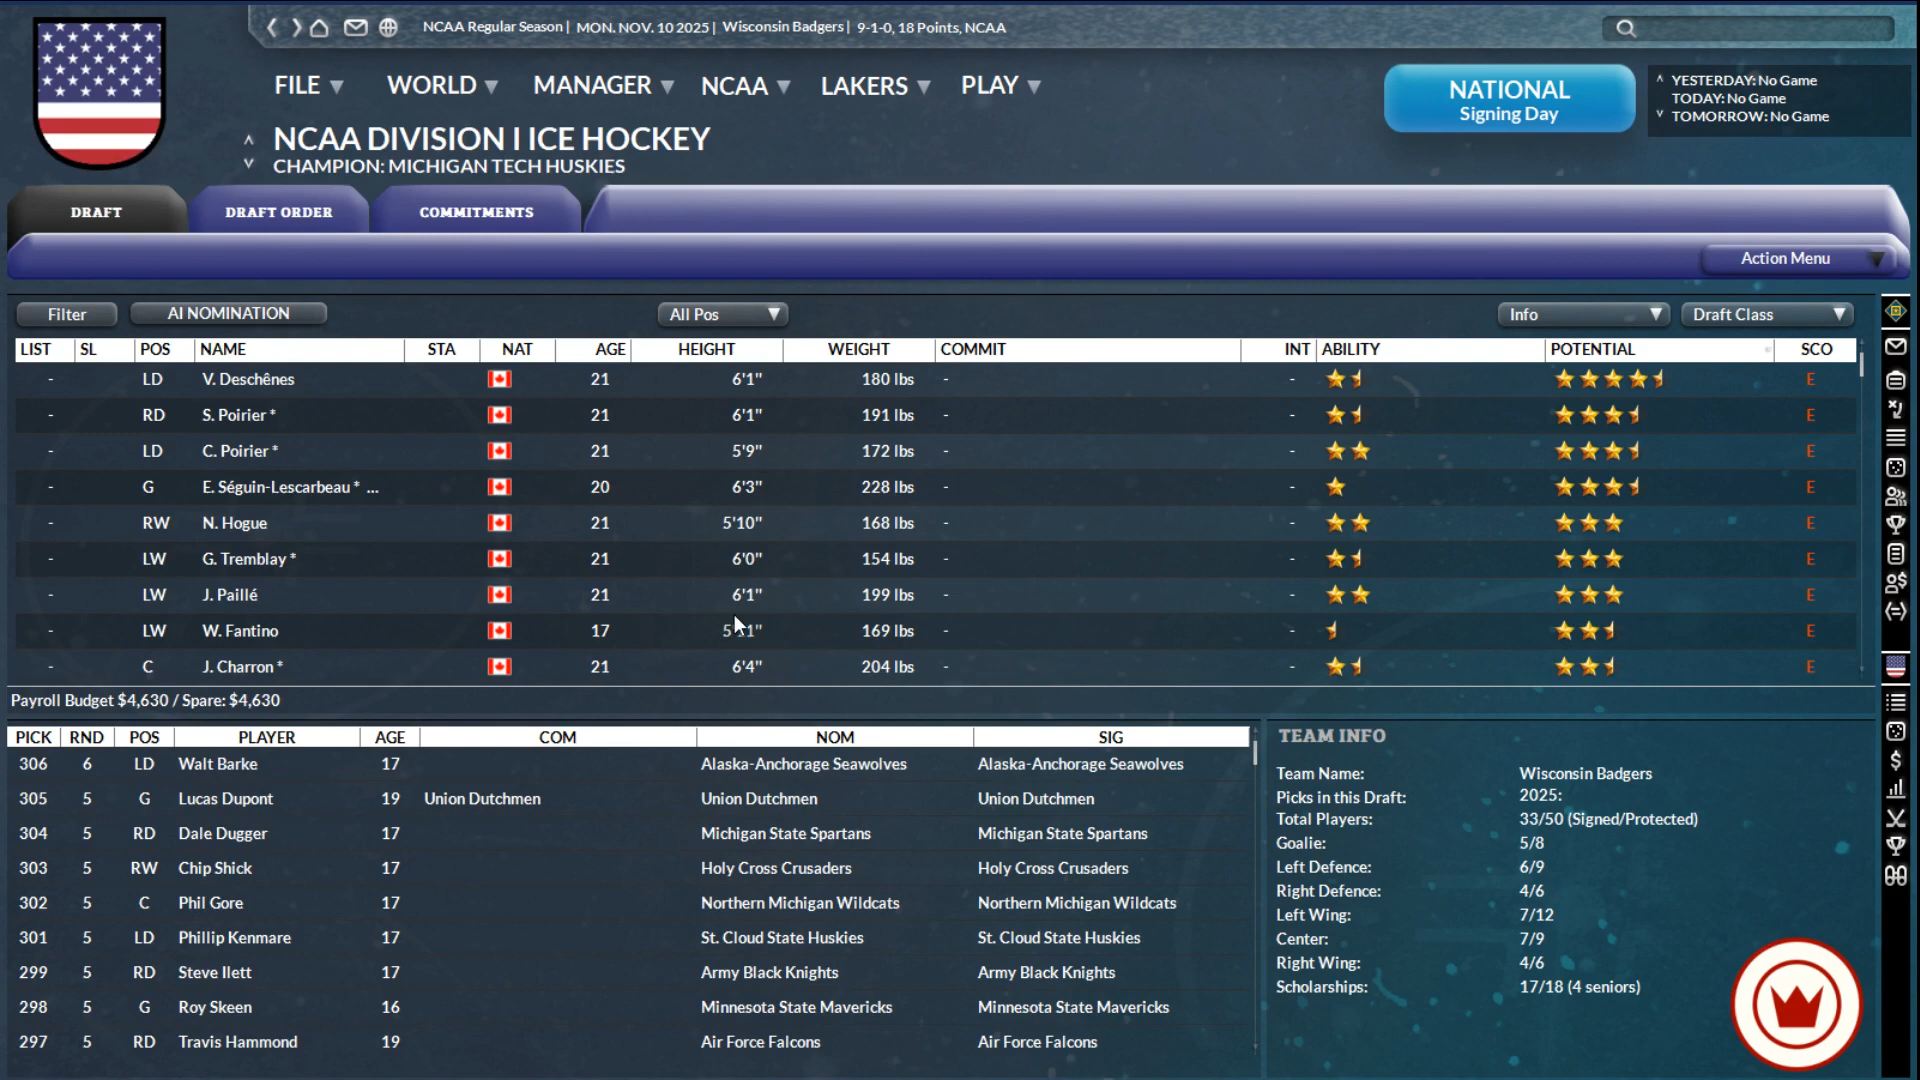 NCAA Regular Season | MON. NOV. 10 2025 | Wisconsin Badgers | 9-1-0, 18 Points, NCAA
FILE WORLD MANAGER NCAA LAKERS PLAY
NATIONAL
Signing Day
YESTERDAY: No Game
TODAY: No Game
TOMORROW: No Game
NCAA DIVISION I ICE HOCKEY
CHAMPION: MICHIGAN TECH HUSKIES
DRAFT DRAFT ORDER COMMITMENTS
Action Menu
Filter AI NOMINATION All Pos Info Draft Class
LIST SL POS NAME STA NAT AGE HEIGHT WEIGHT COMMIT INT ABILITY POTENTIAL SCO
- LD V. Deschênes 21 6'1" 180 lbs - - E
- RD S. Poirier * 21 6'1" 191 lbs - - E
- LD C. Poirier * 21 5'9" 172 lbs - - E
- G E. Séguin-Lescarbeau * ... 20 6'3" 228 lbs - - E
- RW N. Hogue 21 5'10" 168 lbs - - E
- LW G. Tremblay * 21 6'0" 154 lbs - - E
- LW J. Paillé 21 6'1" 199 lbs - - E
- LW W. Fantino 17 169 lbs - - E
- C J. Charron * 21 6'4" 204 lbs - - E
Payroll Budget $4,630 / Spare: $4,630
PICK RND POS PLAYER AGE COM NOM SIG
306 6 LD Walt Barke 17 Alaska-Anchorage Seawolves Alaska-Anchorage Seawolves
305 5 G Lucas Dupont 19 Union Dutchmen Union Dutchmen Union Dutchmen
304 5 RD Dale Dugger 17 Michigan State Spartans Michigan State Spartans
303 5 RW Chip Shick 17 Holy Cross Crusaders Holy Cross Crusaders
302 5 C Phil Gore 17 Northern Michigan Wildcats Northern Michigan Wildcats
301 5 LD Phillip Kenmare 17 St. Cloud State Huskies St. Cloud State Huskies
299 5 RD Steve Ilett 17 Army Black Knights Army Black Knights
298 5 G Roy Skeen 16 Minnesota State Mavericks Minnesota State Mavericks
297 5 RD Travis Hammond 19 Air Force Falcons Air Force Falcons
TEAM INFO
Team Name: Wisconsin Badgers
Picks in this Draft: 2025:
Total Players: 33/50 (Signed/Protected)
Goalie: 5/8
Left Defence: 6/9
Right Defence: 4/6
Left Wing: 7/12
Center: 7/9
Right Wing: 4/6
Scholarships: 17/18 (4 seniors)